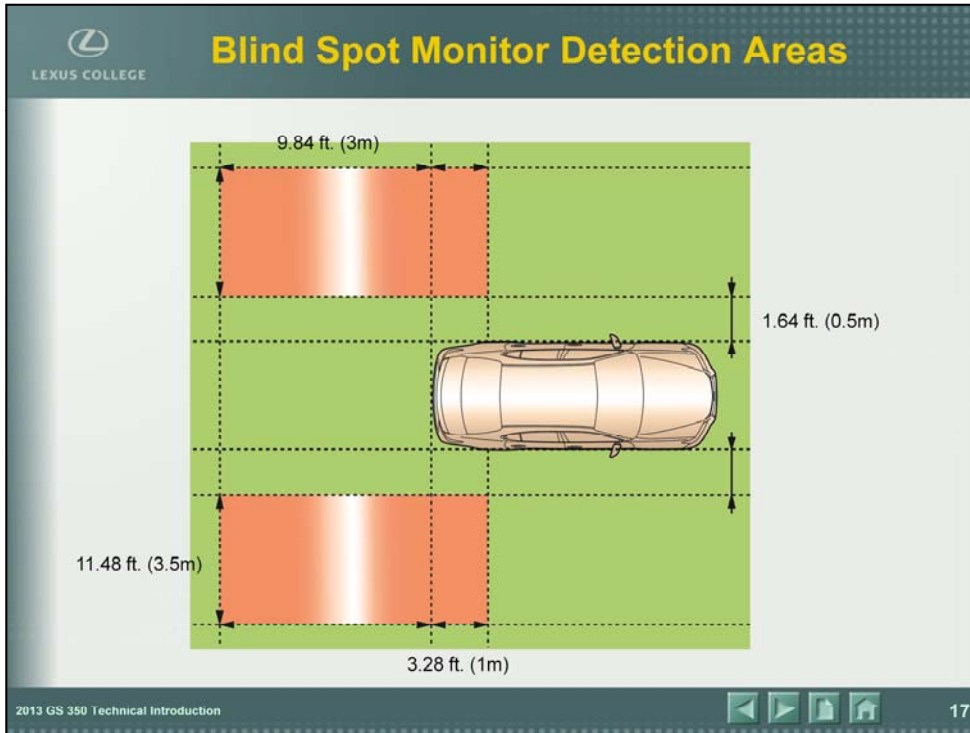 Blind Spot Monitor Detection Areas
LEXUS COLLEGE
9.84 ft. (3m)
1.64 ft. (0.5m)
11.48 ft. (3.5m)
3.28 ft. (1m)
2013 GS 350 Technical Introduction
17